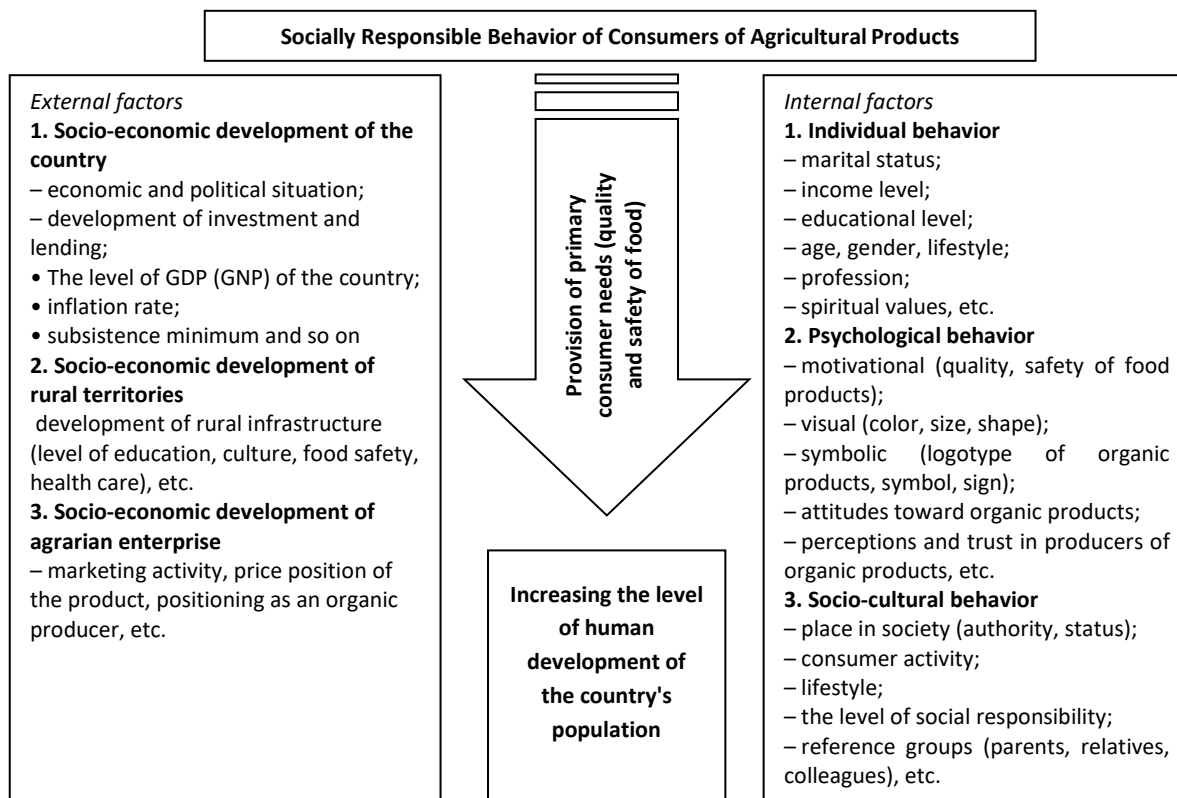 Socially Responsible Behavior of Consumers of Agricultural Products
External factors
1. Socio-economic development of the
country
– economic and political situation;
– development of investment and
lending;
• The level of GDP (GNP) of the country;
• inflation rate;
• subsistence minimum and so on
2. Socio-economic development of
rural territories
development of rural infrastructure
(level of education, culture, food safety,
health care), etc.
3. Socio-economic development of
agrarian enterprise
– marketing activity, price position of
the product, positioning as an organic
producer, etc.
Provision of primary
consumer needs (quality
and safety of food)
Increasing the level
of human
development of
the country's
population
Internal factors
1. Individual behavior
– marital status;
– income level;
– educational level;
– age, gender, lifestyle;
– profession;
– spiritual values, etc.
2. Psychological behavior
– motivational (quality, safety of food
products);
– visual (color, size, shape);
– symbolic (logotype of organic
products, symbol, sign);
– attitudes toward organic products;
– perceptions and trust in producers of
organic products, etc.
3. Socio-cultural behavior
– place in society (authority, status);
– consumer activity;
– lifestyle;
– the level of social responsibility;
– reference groups (parents, relatives,
colleagues), etc.